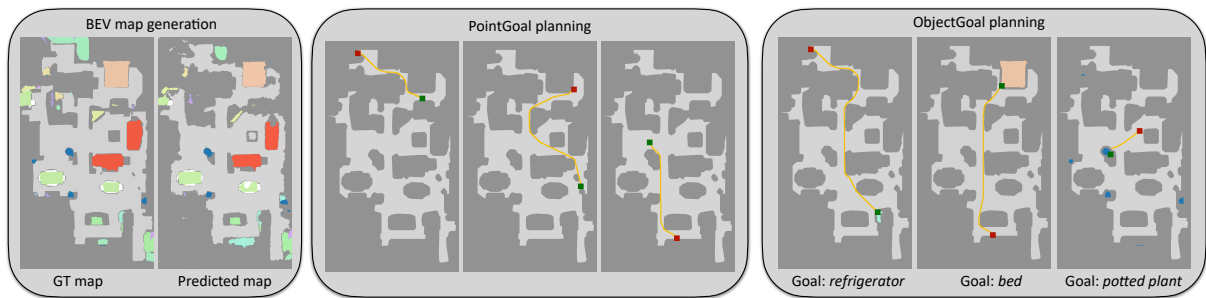 BEV map generation
GT map
Predicted map
PointGoal planning
ObjectGoal planning
Goal: refrigerator
Goal: bed
Goal: potted plant